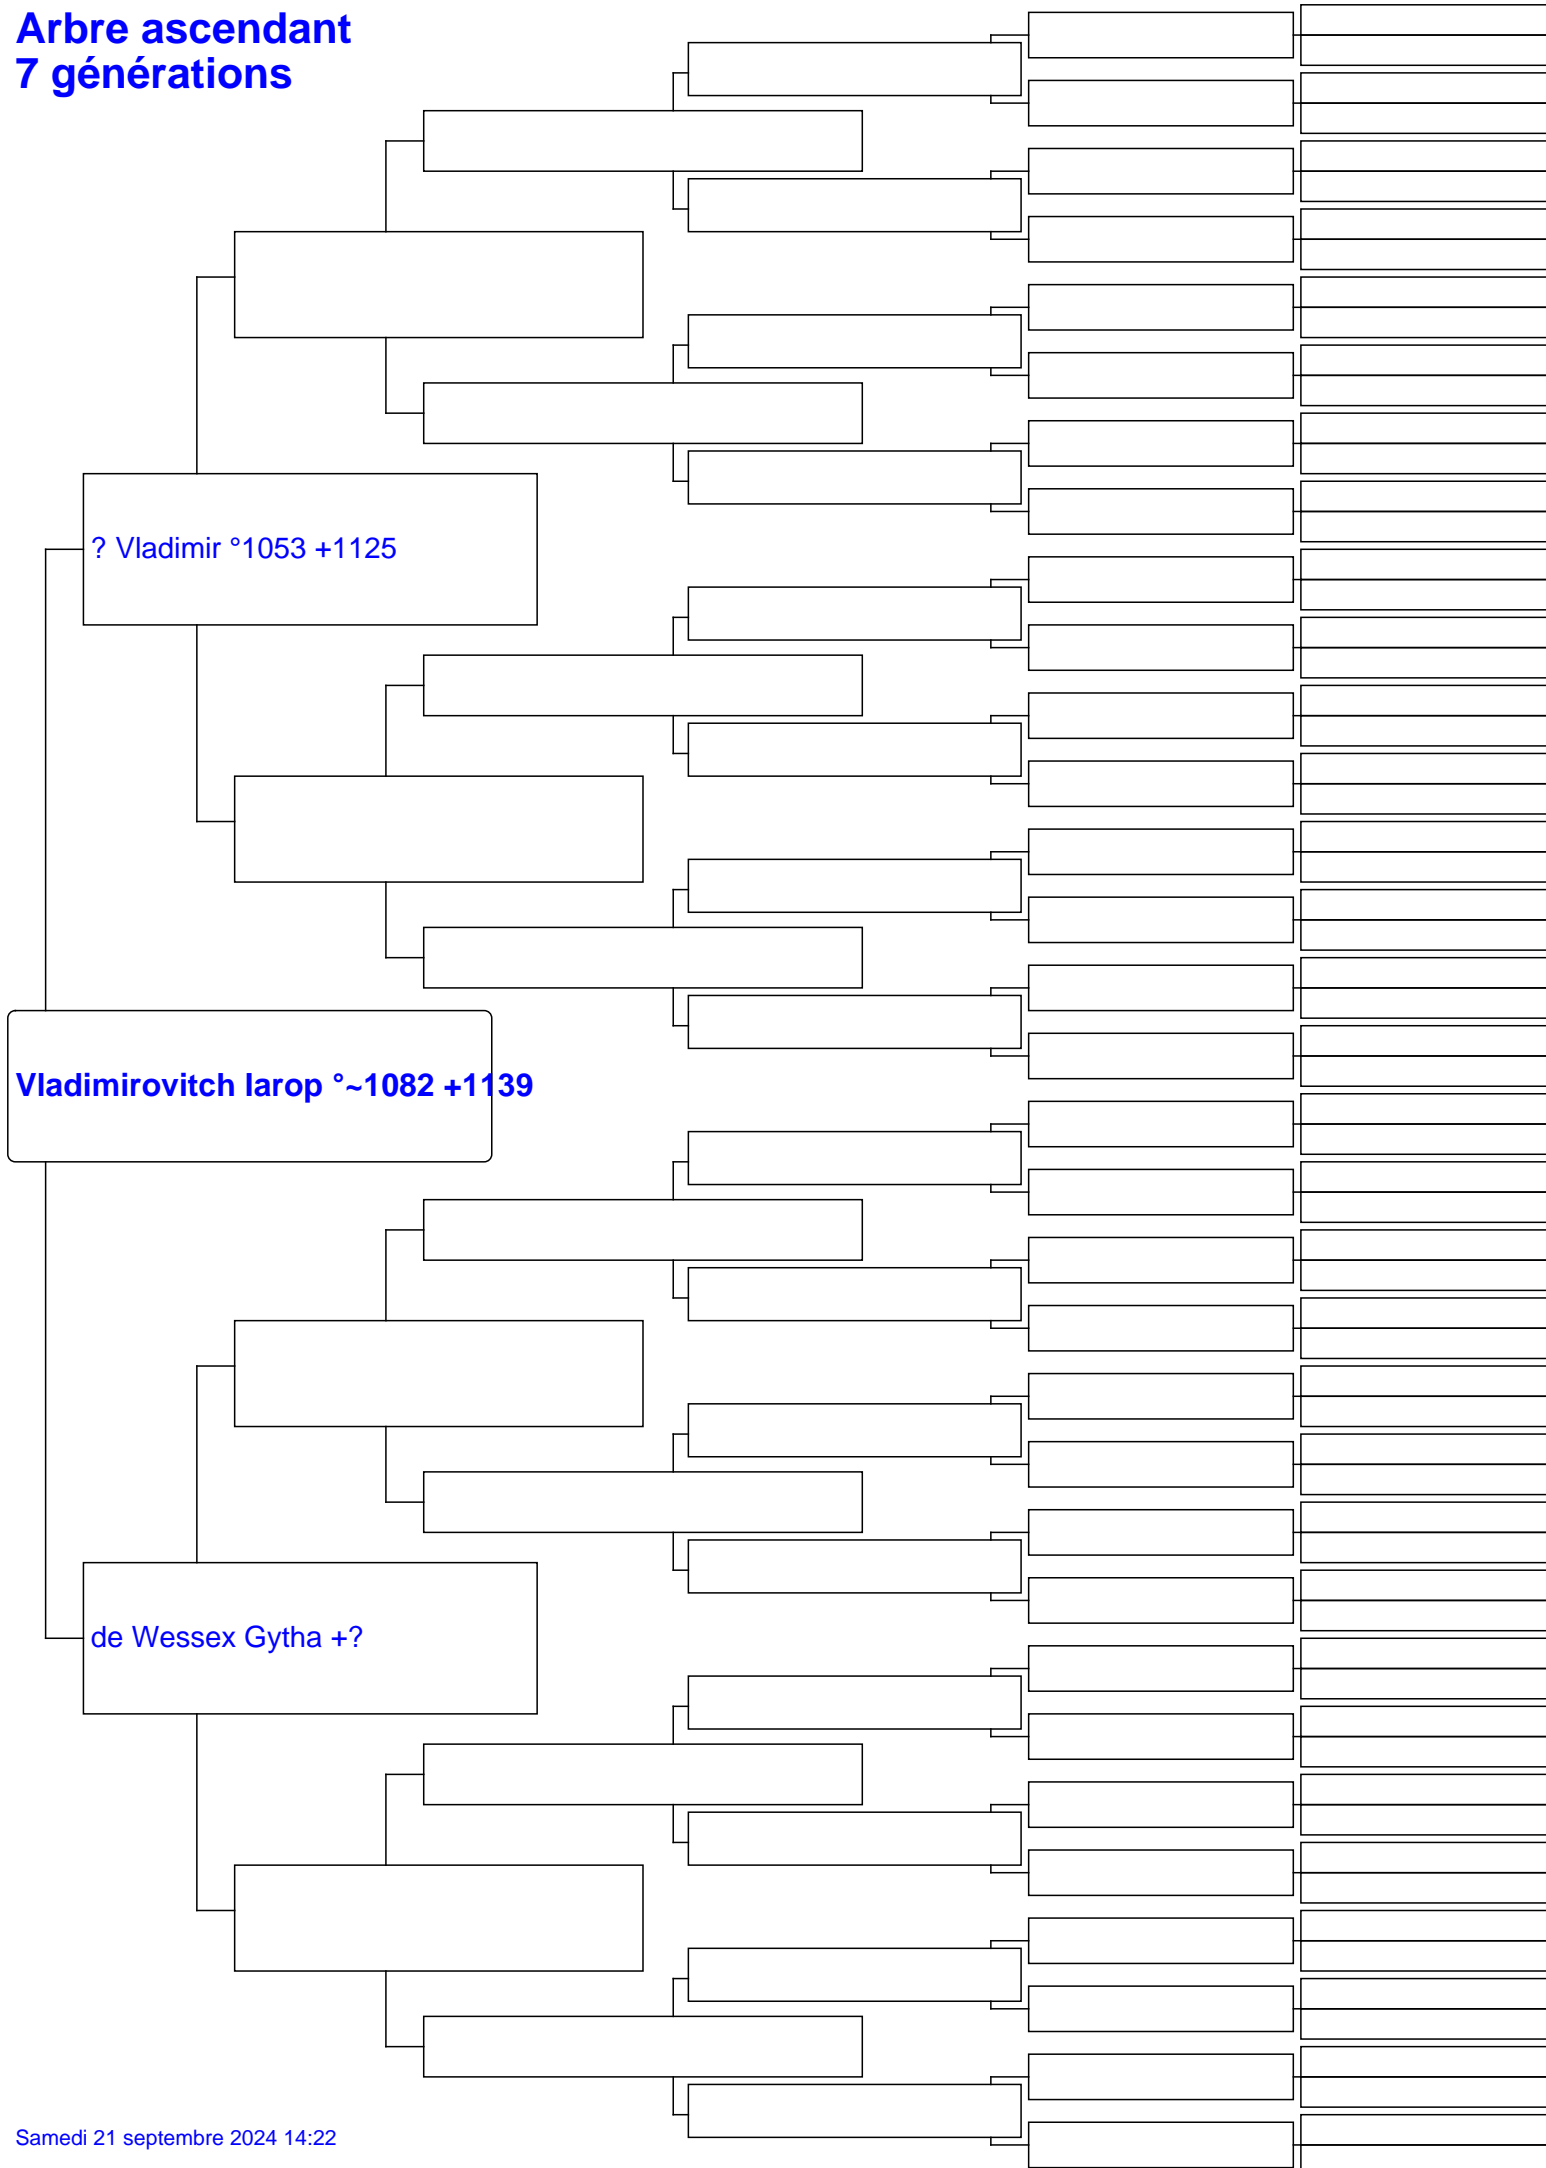 Arbre ascendant
7 générations
? Vladimir °1053 +1125
Vladimirovitch Iarop °~1082 +1139
de Wessex Gytha +?
Samedi 21 septembre 2024 14:22